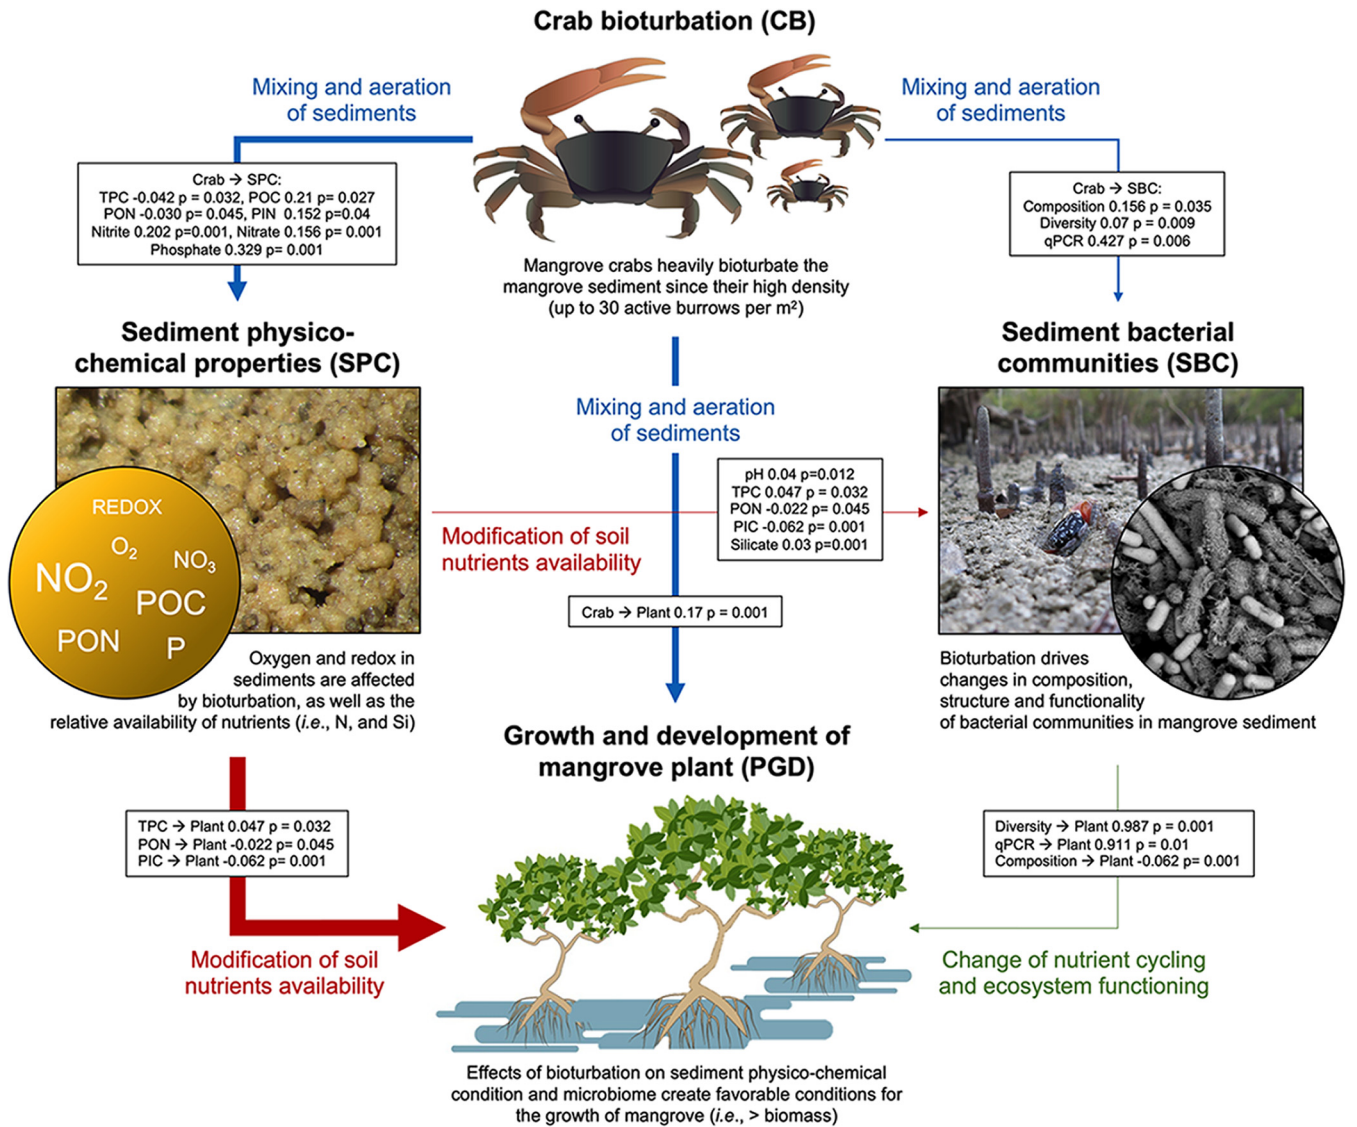 Crab bioturbation (CB)
Mixing and aeration
of sediments
Mixing and aeration
of sediments
Crab → SPC:
TPC -0.042 p = 0.032, POC 0.21 p= 0.027
PON -0.030 p= 0.045, PIN 0.152 p=0.04
Nitrite 0.202 p=0.001, Nitrate 0.156 p= 0.001
Phosphate 0.329 p= 0.001
Crab → SBC:
Composition 0.156 p = 0.035
Diversity 0.07 p = 0.009
qPCR 0.427 p = 0.006
Mangrove crabs heavily bioturbate the
mangrove sediment since their high density
(up to 30 active burrows per m²)
Sediment physico-
chemical properties (SPC)
Sediment bacterial
communities (SBC)
Mixing and aeration
of sediments
pH 0.04 p=0.012
TPC 0.047 p = 0.032
PON -0.022 p= 0.045
PIC -0.062 p= 0.001
Silicate 0.03 p=0.001
Modification of soil
nutrients availability
REDOX
O₂
NO₃
NO₂
POC
PON
P
Crab → Plant 0.17 p = 0.001
Oxygen and redox in
sediments are affected
by bioturbation, as well as the
relative availability of nutrients (i.e., N, and Si)
Bioturbation drives
changes in composition,
structure and functionality
of bacterial communities in mangrove sediment
Growth and development of
mangrove plant (PGD)
TPC → Plant 0.047 p = 0.032
PON → Plant -0.022 p= 0.045
PIC → Plant -0.062 p= 0.001
Diversity → Plant 0.987 p = 0.001
qPCR → Plant 0.911 p = 0.01
Composition → Plant -0.062 p= 0.001
Modification of soil
nutrients availability
Change of nutrient cycling
and ecosystem functioning
Effects of bioturbation on sediment physico-chemical
condition and microbiome create favorable conditions for
the growth of mangrove (i.e., > biomass)